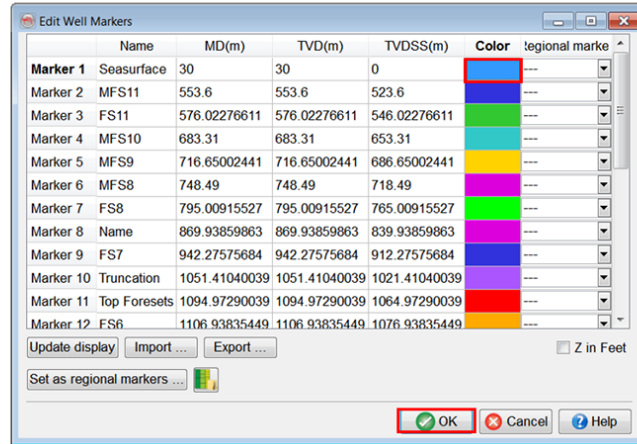 Edit Well Markers
Name MD(m) TVD(m) TVDSS(m) Color legional marke
Marker 1 Seasurface 30 30 0 ---
Marker 2 MFS11 553.6 553.6 523.6 ---
Marker 3 FS11 576.02276611 576.02276611 546.02276611 ---
Marker 4 MFS10 683.31 683.31 653.31 ---
Marker 5 MFS9 716.65002441 716.65002441 686.65002441 ---
Marker 6 MFS8 748.49 748.49 718.49 ---
Marker 7 FS8 795.00915527 795.00915527 765.00915527 ---
Marker 8 Name 869.93859863 869.93859863 839.93859863 ---
Marker 9 FS7 942.27575684 942.27575684 912.27575684 ---
Marker 10 Truncation 1051.41040039 1051.41040039 1021.41040039 ---
Marker 11 Top Foresets 1094.97290039 1094.97290039 1064.97290039 ---
Marker 12 FS6 1106.93835449 1106.93835449 1076.93835449 ---
Update display Import ... Export ... Z in Feet
Set as regional markers ...
OK Cancel Help